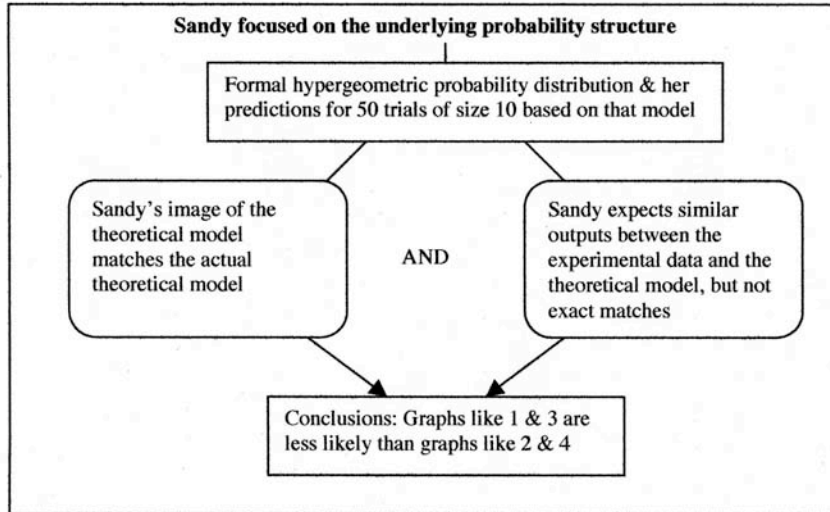 Sandy focused on the underlying probability structure
Formal hypergeometric probability distribution & her
predictions for 50 trials of size 10 based on that model
Sandy's image of the
theoretical model
matches the actual
theoretical model
AND
Sandy expects similar
outputs between the
experimental data and the
theoretical model, but not
exact matches
Conclusions: Graphs like 1 & 3 are
less likely than graphs like 2 & 4